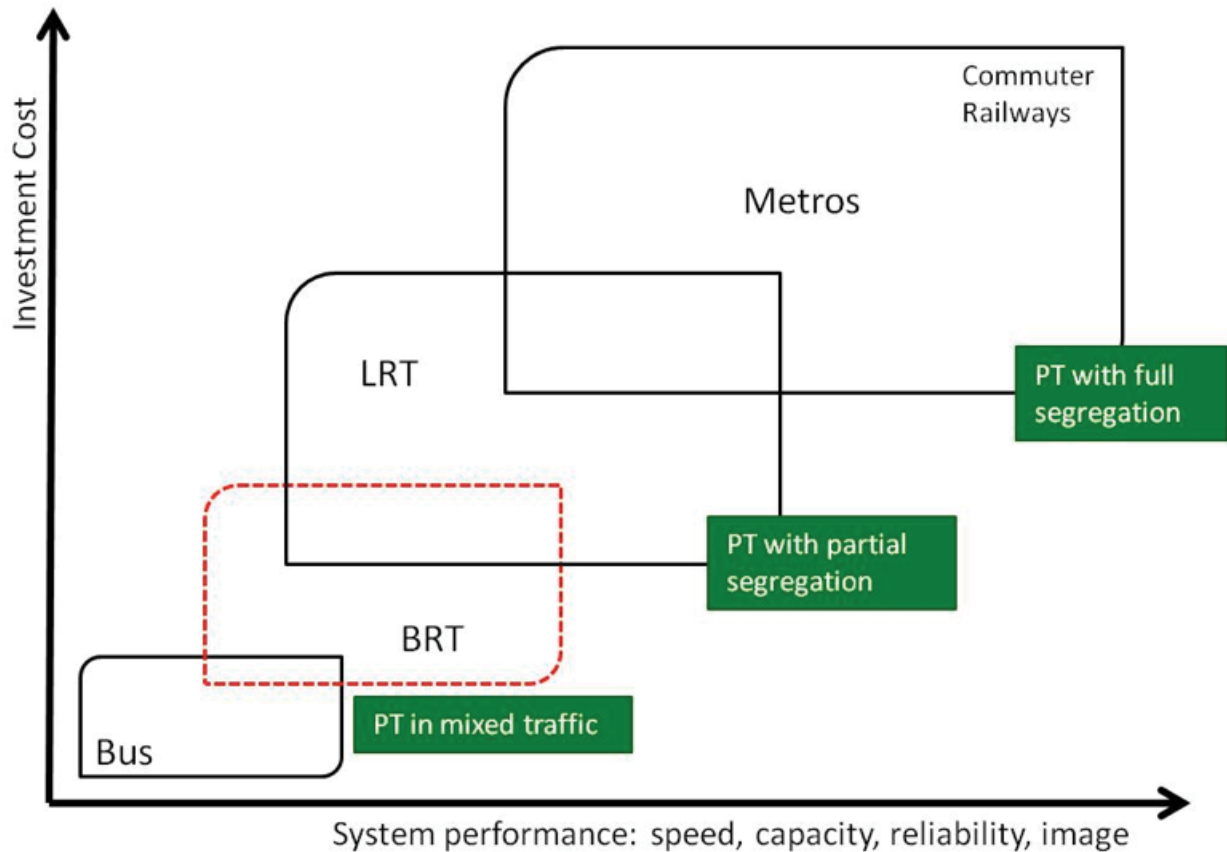 Investment Cost
Commuter
Railways
Metros
LRT
PT with full
segregation
PT with partial
segregation
BRT
PT in mixed traffic
Bus
System performance: speed, capacity, reliability, image